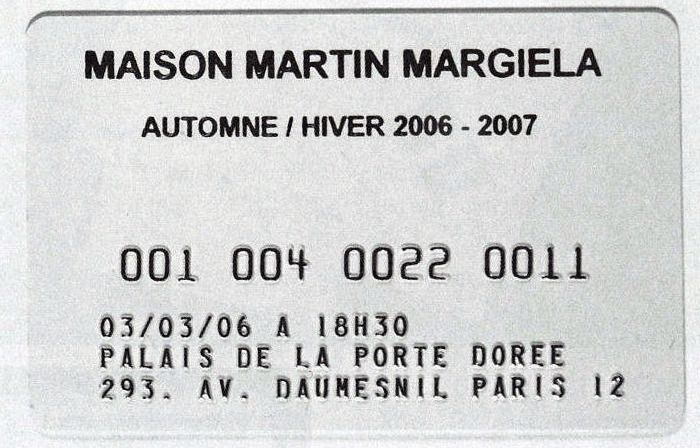 MAISON MARTIN MARGIELA
AUTOMNE / HIVER 2006 - 2007
001 004 0022 0011
03/03/06 A 18H30
PALAIS DE LA PORTE DOREE
293. AV. DAUMESNIL PARIS 12